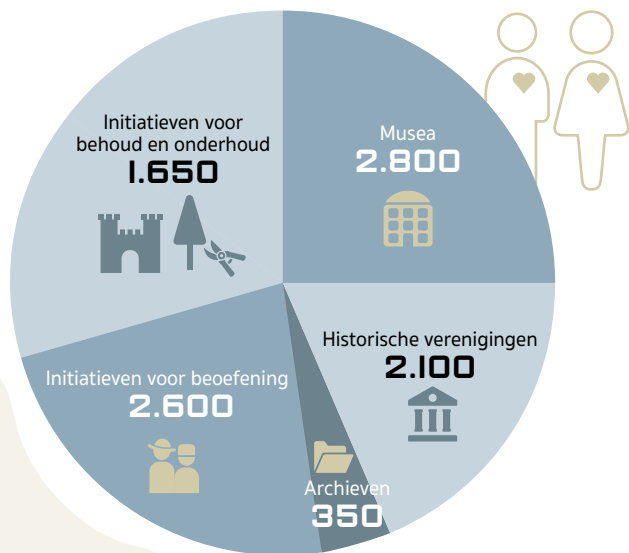 Initiatieven voor
behoud en onderhoud
1.650
Musea
2.800
Historische verenigingen
2.100
Initiatieven voor beoefening
2.600
Archieven
350